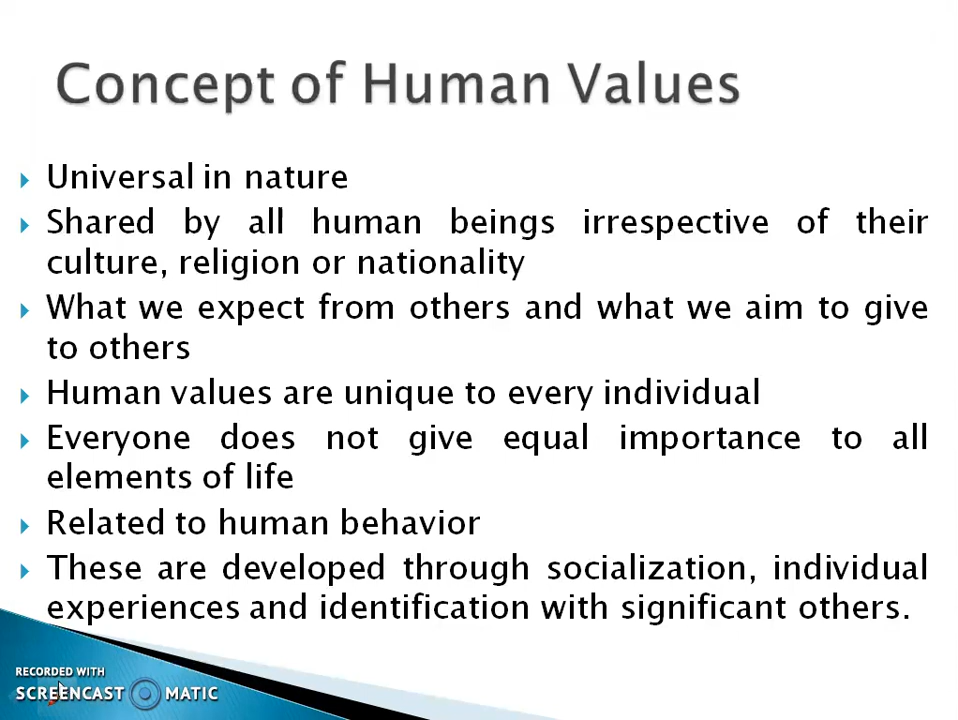 Concept of Human Values
Universal in nature
Shared by all human beings irrespective of their
culture, religion or nationality
What we expect from others and what we aim to give
to others
Human values are unique to every individual
Everyone does not give equal importance to all
elements of life
Related to human behavior
These are developed through socialization, individual
experiences and identification with significant others.
RECORDED WITH
SCREENCAST MATIC